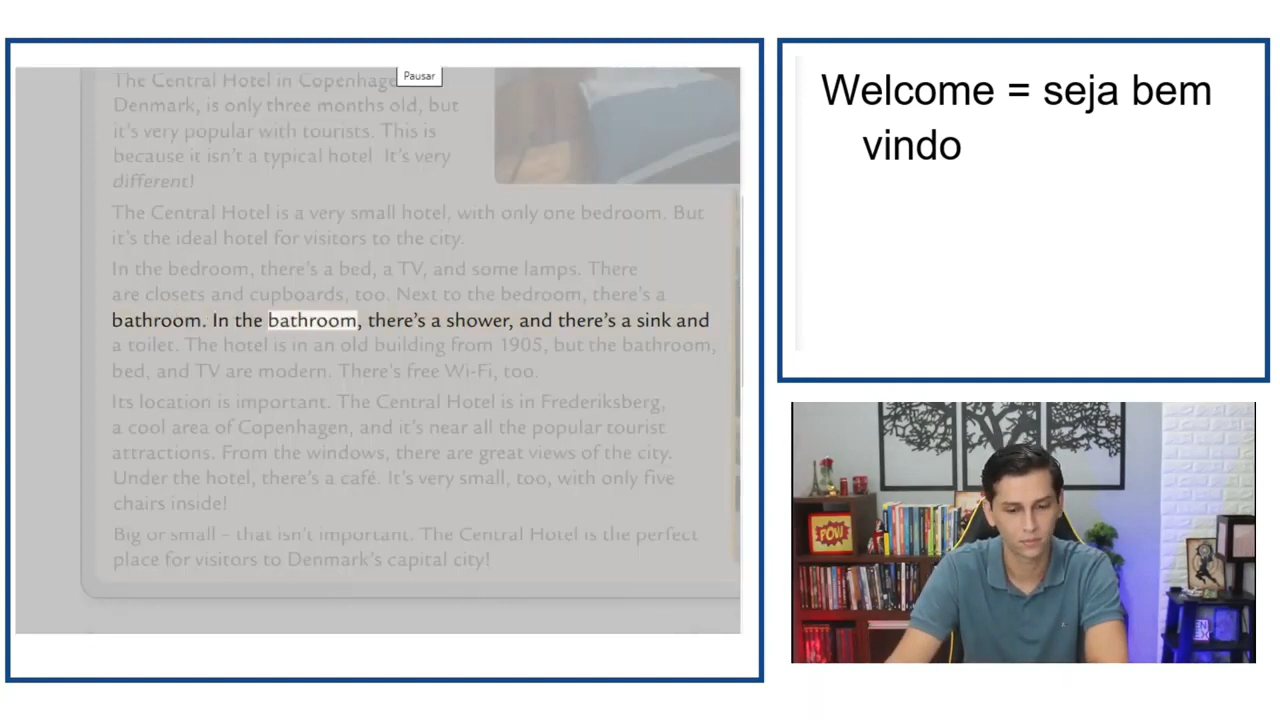 The Central Hotel in Copenhage
Pausar
Denmark, is only three months old, but
it's very popular with tourists. This is
because it isn't a typical hotel It's very
different!
The Central Hotel is a very small hotel, with only one bedroom. But
it's the ideal hotel for visitors to the city.
In the bedroom, there's a bed, a TV, and some lamps. There
are closets and cupboards, too. Next to the bedroom, there's a
bathroom. In the bathroom, there's a shower, and there's a sink and
a toilet. The hotel is in an old building from 1905, but the bathroom,
bed, and TV are modern. There's free Wi-Fi, too.
Its location is important. The Central Hotel is in Frederiksberg,
a cool area of Copenhagen, and it's near all the popular tourist
attractions. From the windows, there are great views of the city.
Under the hotel, there's a café. It's very small, too, with only five
chairs inside!
Big or small – that isn't important. The Central Hotel is the perfect
place for visitors to Denmark's capital city!
Welcome = seja bem
vindo
POW!